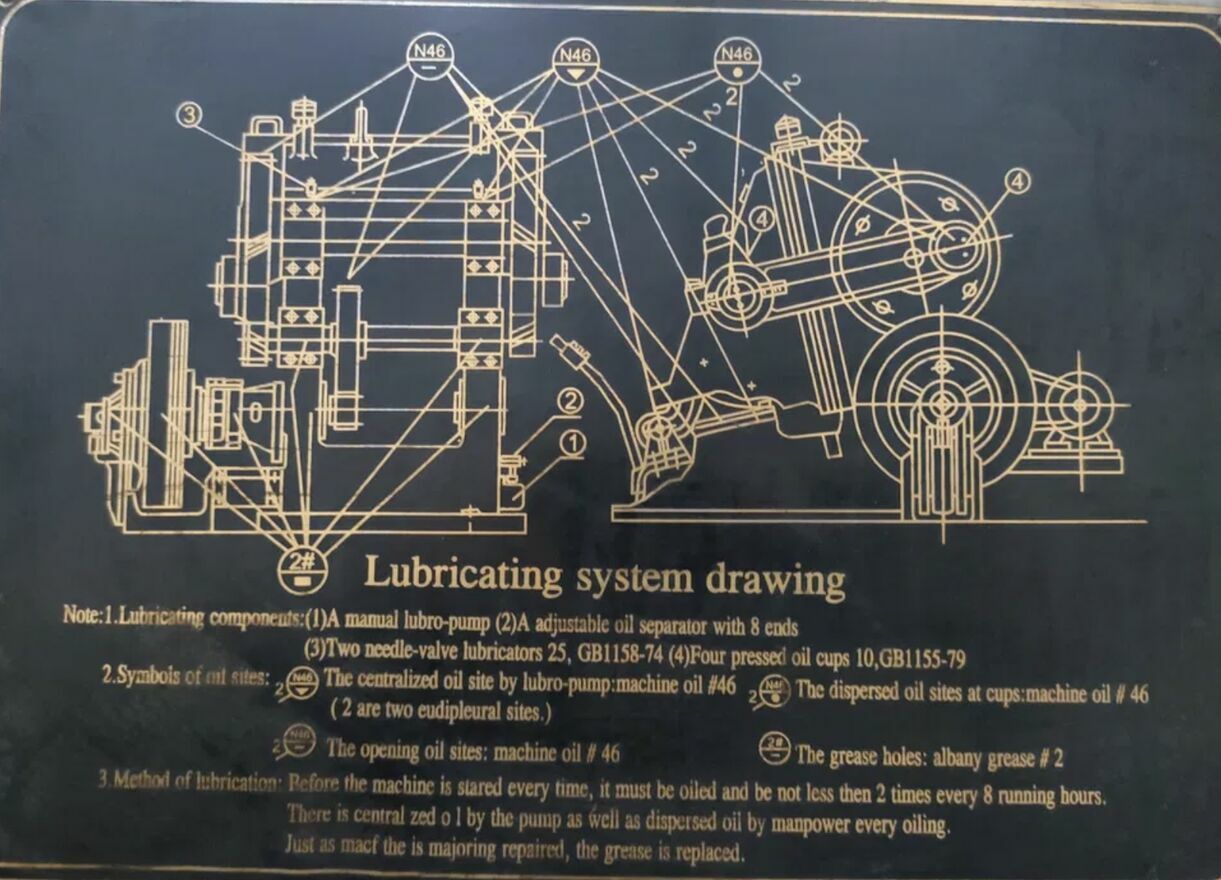 N46
N46
N46
2
2
2
2
2
2
3
4
4
2
1
2#
Lubricating system drawing
Note:1.Lubricating components:(1)A manual lubro-pump (2)A adjustable oil separator with 8 ends
(3)Two needle-valve lubricators 25, GB1158-74 (4)Four pressed oil cups 10,GB1155-79
2.Symbols of oil sites: 2 N46 The centralized oil site by lubro-pump:machine oil #46 2 N46 The dispersed oil sites at cups:machine oil # 46
( 2 are two eudipleural sites.)
2 N46 The opening oil sites: machine oil # 46 2# The grease holes: albany grease # 2
3.Method of lubrication: Before the machine is stared every time, it must be oiled and be not less then 2 times every 8 running hours.
There is central zed o l by the pump as well as dispersed oil by manpower every oiling.
Just as macf the is majoring repaired, the grease is replaced.